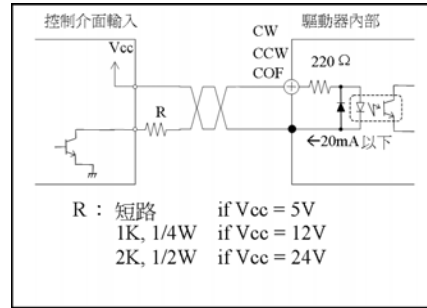 控制介面輸入
驅動器內部
Vcc
CW
CCW
COF
220 Ω
R
←20mA 以下
R： 短路 if Vcc = 5V
1K, 1/4W if Vcc = 12V
2K, 1/2W if Vcc = 24V